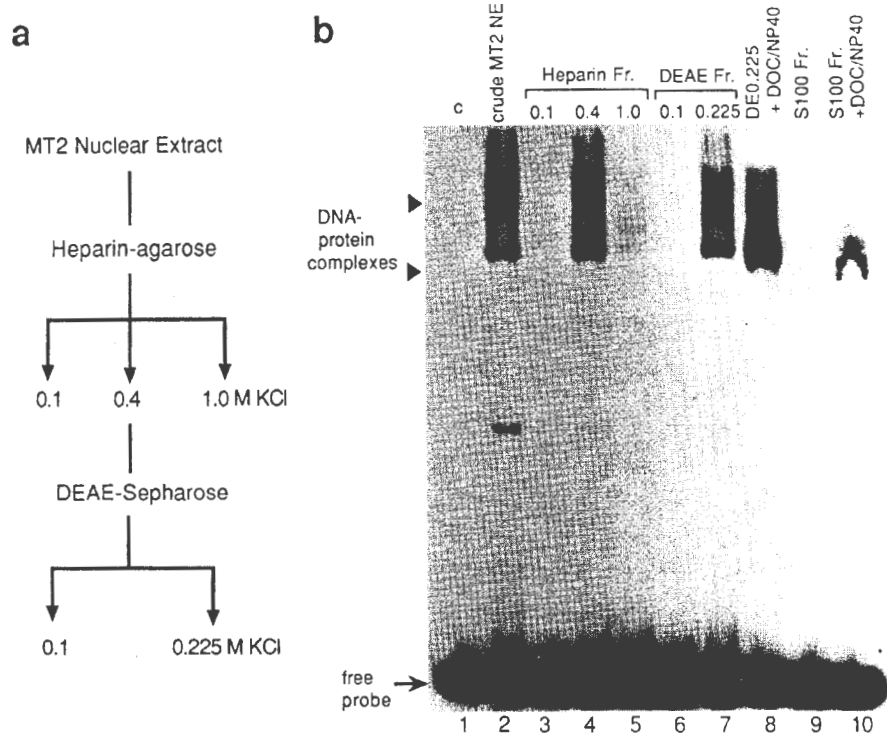 a
MT2 Nuclear Extract
Heparin-agarose
0.1 0.4 1.0 M KCl
DEAE-Sepharose
0.1 0.225 M KCl
b
c
crude MT2 NE
Heparin Fr.
0.1 0.4 1.0
DEAE Fr.
0.1 0.225
DE0.225
+ DOC/NP40
S100 Fr.
S100 Fr.
+DOC/NP40
DNA-
protein
complexes
free
probe
1 2 3 4 5 6 7 8 9 10